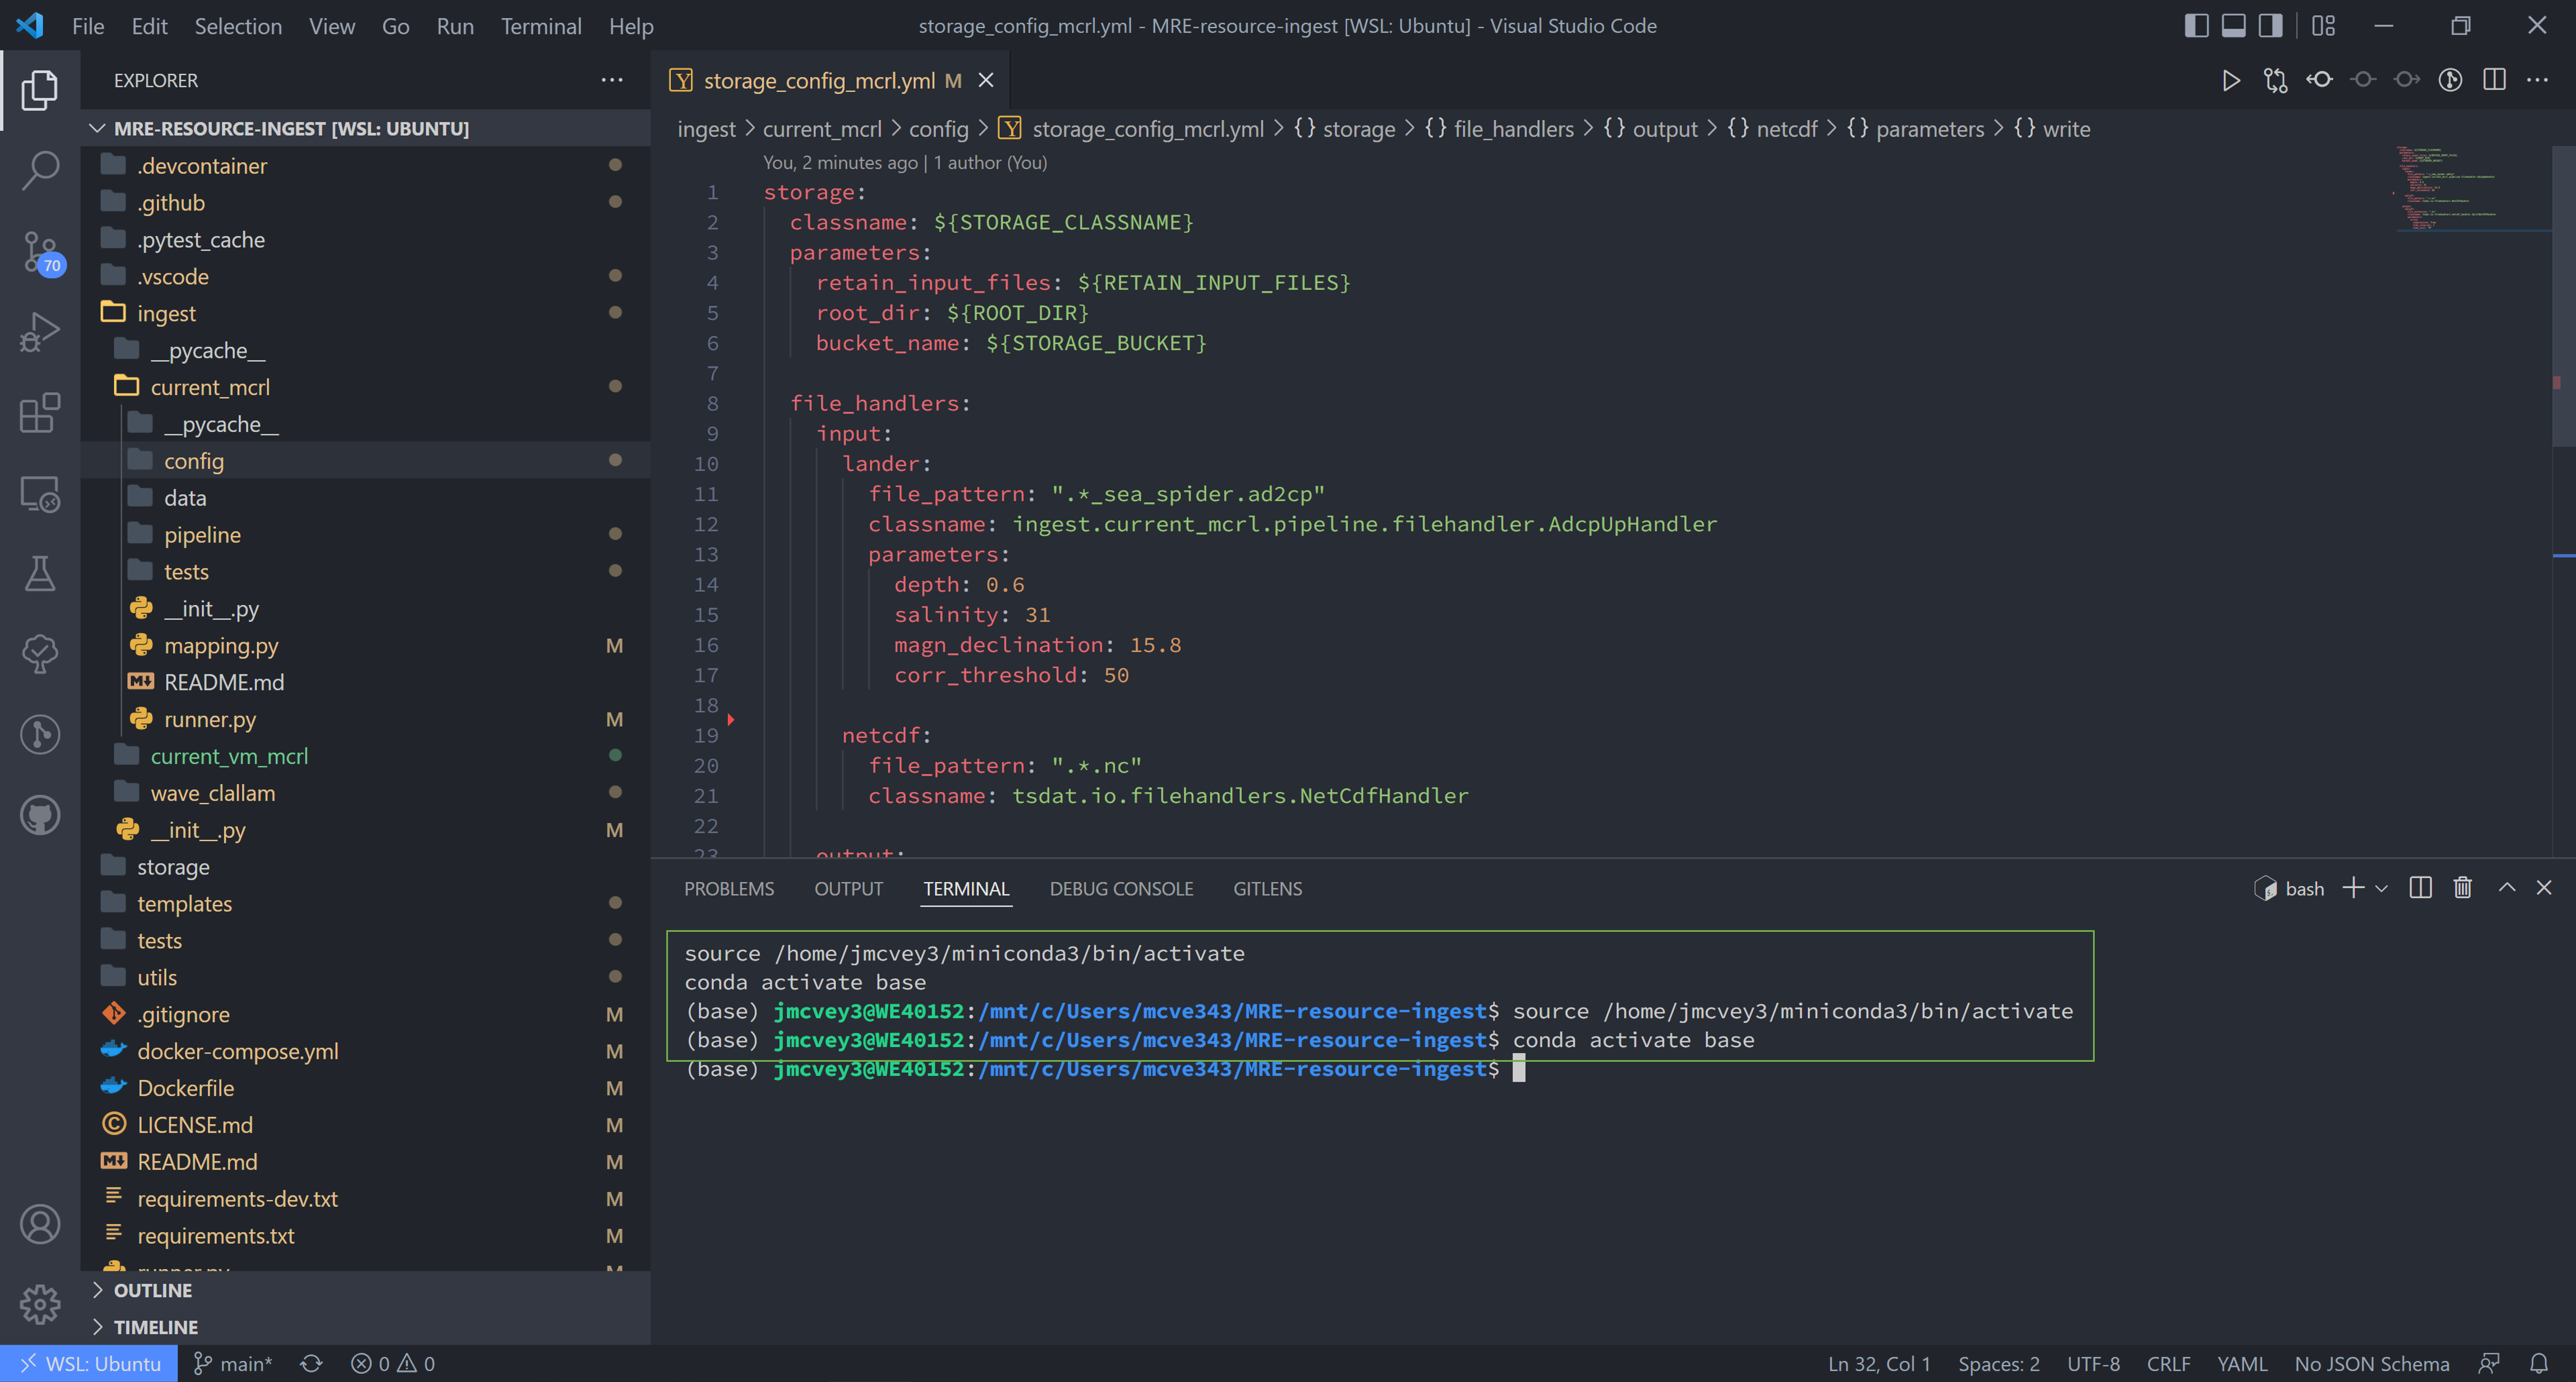 File Edit Selection View Go Run Terminal Help
storage_config_mcrl.yml - MRE-resource-ingest [WSL: Ubuntu] - Visual Studio Code
EXPLORER
MRE-RESOURCE-INGEST [WSL: UBUNTU]
.devcontainer
.github
.pytest_cache
.vscode
ingest
__pycache__
current_mcrl
__pycache__
config
data
pipeline
tests
__init__.py
mapping.py M
README.md
runner.py M
current_vm_mcrl
wave_clallam
__init__.py M
storage
templates
tests
utils
.gitignore M
docker-compose.yml M
Dockerfile M
LICENSE.md M
README.md M
requirements-dev.txt M
requirements.txt M
runner.py M
OUTLINE
TIMELINE
70
storage_config_mcrl.yml M
ingest > current_mcrl > config > storage_config_mcrl.yml > {} storage > {} file_handlers > {} output > {} netcdf > {} parameters > {} write
You, 2 minutes ago | 1 author (You)
1 storage:
2 classname: ${STORAGE_CLASSNAME}
3 parameters:
4 retain_input_files: ${RETAIN_INPUT_FILES}
5 root_dir: ${ROOT_DIR}
6 bucket_name: ${STORAGE_BUCKET}
7
8 file_handlers:
9 input:
10 lander:
11 file_pattern: ".*_sea_spider.ad2cp"
12 classname: ingest.current_mcrl.pipeline.filehandler.AdcpUpHandler
13 parameters:
14 depth: 0.6
15 salinity: 31
16 magn_declination: 15.8
17 corr_threshold: 50
18
19 netcdf:
20 file_pattern: ".*.nc"
21 classname: tsdat.io.filehandlers.NetCdfHandler
22
23 output:
PROBLEMS OUTPUT TERMINAL DEBUG CONSOLE GITLENS
bash
source /home/jmcvey3/miniconda3/bin/activate
conda activate base
(base) jmcvey3@WE40152:/mnt/c/Users/mcve343/MRE-resource-ingest$ source /home/jmcvey3/miniconda3/bin/activate
(base) jmcvey3@WE40152:/mnt/c/Users/mcve343/MRE-resource-ingest$ conda activate base
(base) jmcvey3@WE40152:/mnt/c/Users/mcve343/MRE-resource-ingest$
WSL: Ubuntu main* 0 0
Ln 32, Col 1 Spaces: 2 UTF-8 CRLF YAML No JSON Schema